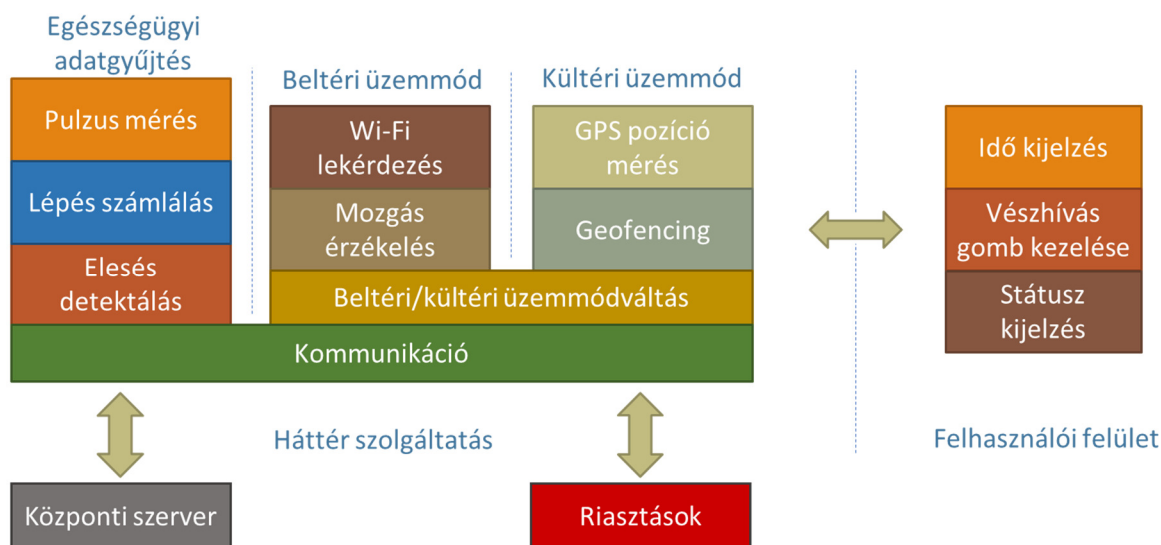 Egészségügyi
adatgyűjtés
Pulzus mérés
Lépés számlálás
Elesés
detektálás
Beltéri üzemmód
Wi-Fi
lekérdezés
Mozgás
érzékelés
Kültéri üzemmód
GPS pozíció
mérés
Geofencing
Beltéri/kültéri üzemmódváltás
Kommunikáció
Háttér szolgáltatás
Központi szerver
Riasztások
Idő kijelzés
Vészhívás
gomb kezelése
Státusz
kijelzés
Felhasználói felület